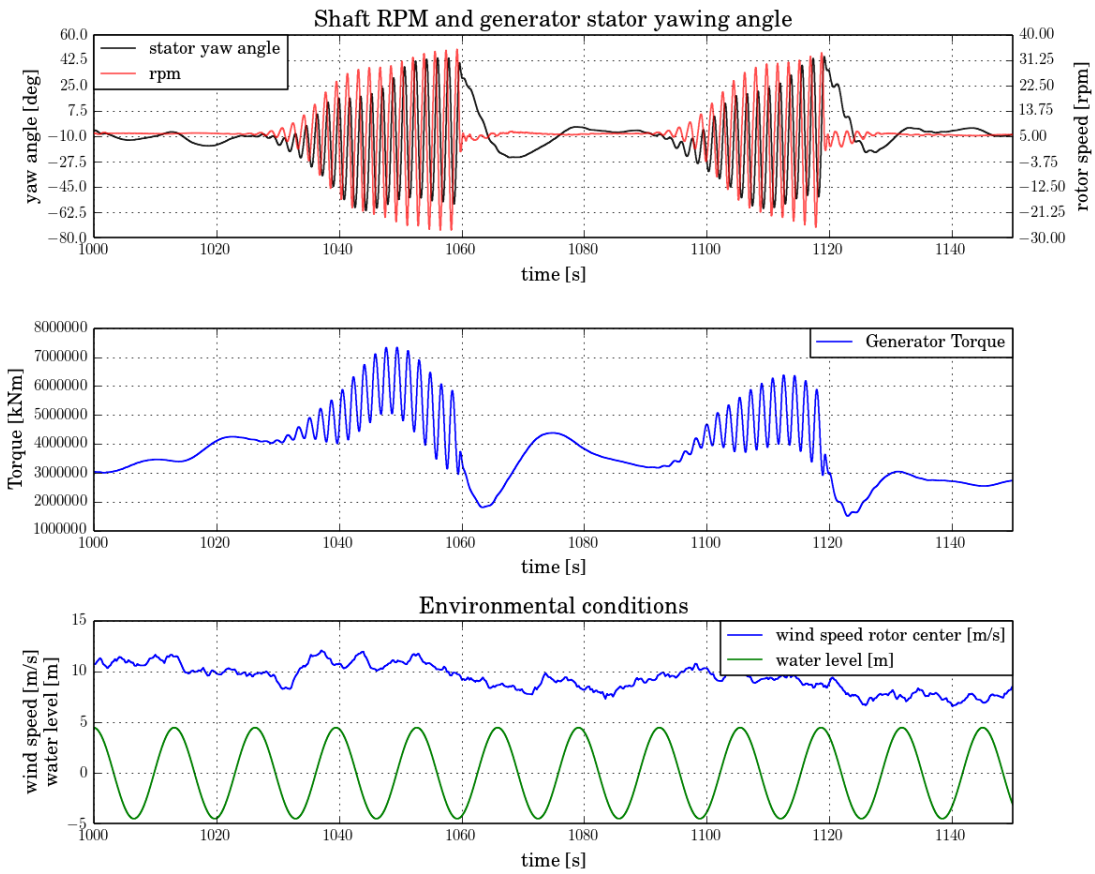 Shaft RPM and generator stator yawing angle
60.0
42.5
25.0
7.5
−10.0
−27.5
−45.0
−62.5
−80.0
yaw angle [deg]
stator yaw angle
rpm
40.00
31.25
22.50
13.75
5.00
−3.75
−12.50
−21.25
−30.00
rotor speed [rpm]
1000 1020 1040 1060 1080 1100 1120 1140
time [s]
8000000
7000000
6000000
5000000
4000000
3000000
2000000
1000000
Torque [kNm]
Generator Torque
1000 1020 1040 1060 1080 1100 1120 1140
time [s]
Environmental conditions
15
10
5
0
−5
wind speed [m/s]
water level [m]
wind speed rotor center [m/s]
water level [m]
1000 1020 1040 1060 1080 1100 1120 1140
time [s]